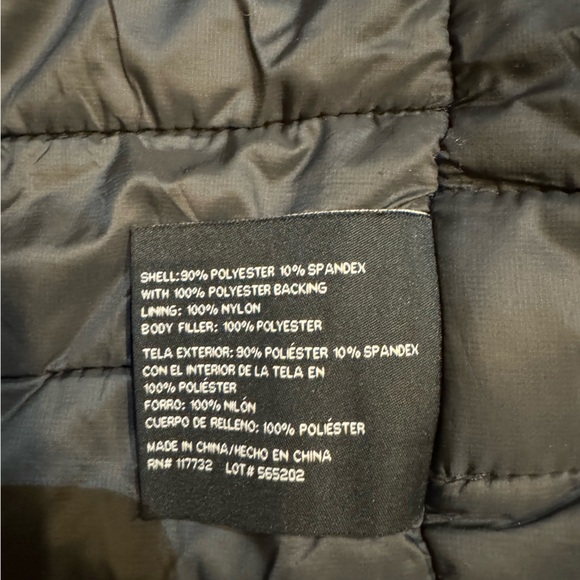 SHELL: 90% POLYESTER 10% SPANDEX
WITH 100% POLYESTER BACKING
LINING: 100% NYLON
BODY FILLER: 100% POLYESTER
TELA EXTERIOR: 90% POLIÉSTER 10% SPANDEX
CON EL INTERIOR DE LA TELA EN
100% POLIÉSTER
FORRO: 100% NILÓN
CUERPO DE RELLENO: 100% POLIÉSTER
MADE IN CHINA/HECHO EN CHINA
RN# 117732 LOT# 565202